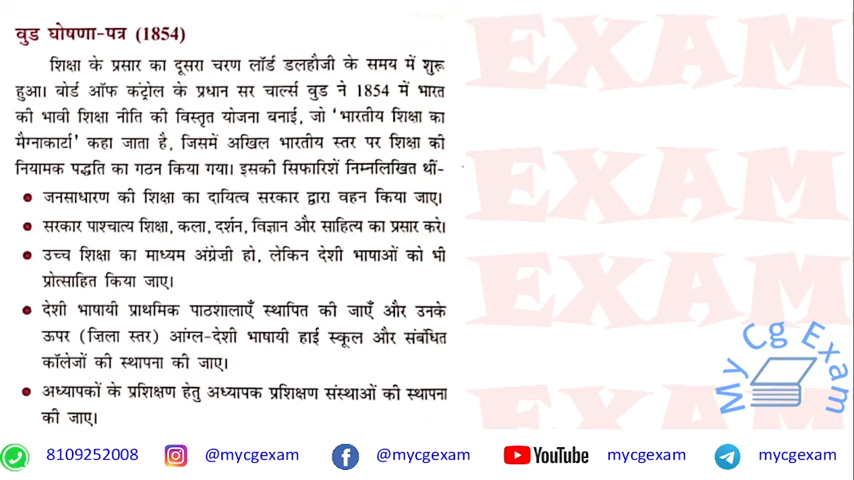 वुड घोषणा-पत्र (1854)
शिक्षा के प्रसार का दूसरा चरण लॉर्ड डलहौजी के समय में शुरू
हुआ। बोर्ड ऑफ कंट्रोल के प्रधान सर चार्ल्स वुड ने 1854 में भारत
की भावी शिक्षा नीति की विस्तृत योजना बनाई, जो 'भारतीय शिक्षा का
मैग्नाकार्टा' कहा जाता है, जिसमें अखिल भारतीय स्तर पर शिक्षा की
नियामक पद्धति का गठन किया गया। इसकी सिफारिशें निम्नलिखित थीं-
• जनसाधारण की शिक्षा का दायित्व सरकार द्वारा वहन किया जाए।
• सरकार पाश्चात्य शिक्षा, कला, दर्शन, विज्ञान और साहित्य का प्रसार करे।
• उच्च शिक्षा का माध्यम अंग्रेज़ी हो, लेकिन देशी भाषाओं को भी
प्रोत्साहित किया जाए।
• देशी भाषायी प्राथमिक पाठशालाएँ स्थापित की जाएँ और उनके
ऊपर (ज़िला स्तर) आंग्ल-देशी भाषायी हाई स्कूल और संबंधित
कॉलेजों की स्थापना की जाए।
• अध्यापकों के प्रशिक्षण हेतु अध्यापक प्रशिक्षण संस्थाओं की स्थापना
की जाए।
EXAM
EXAM
EXAM
EXAM
My Cg Exam
8109252008 @mycgexam @mycgexam YouTube mycgexam mycgexam